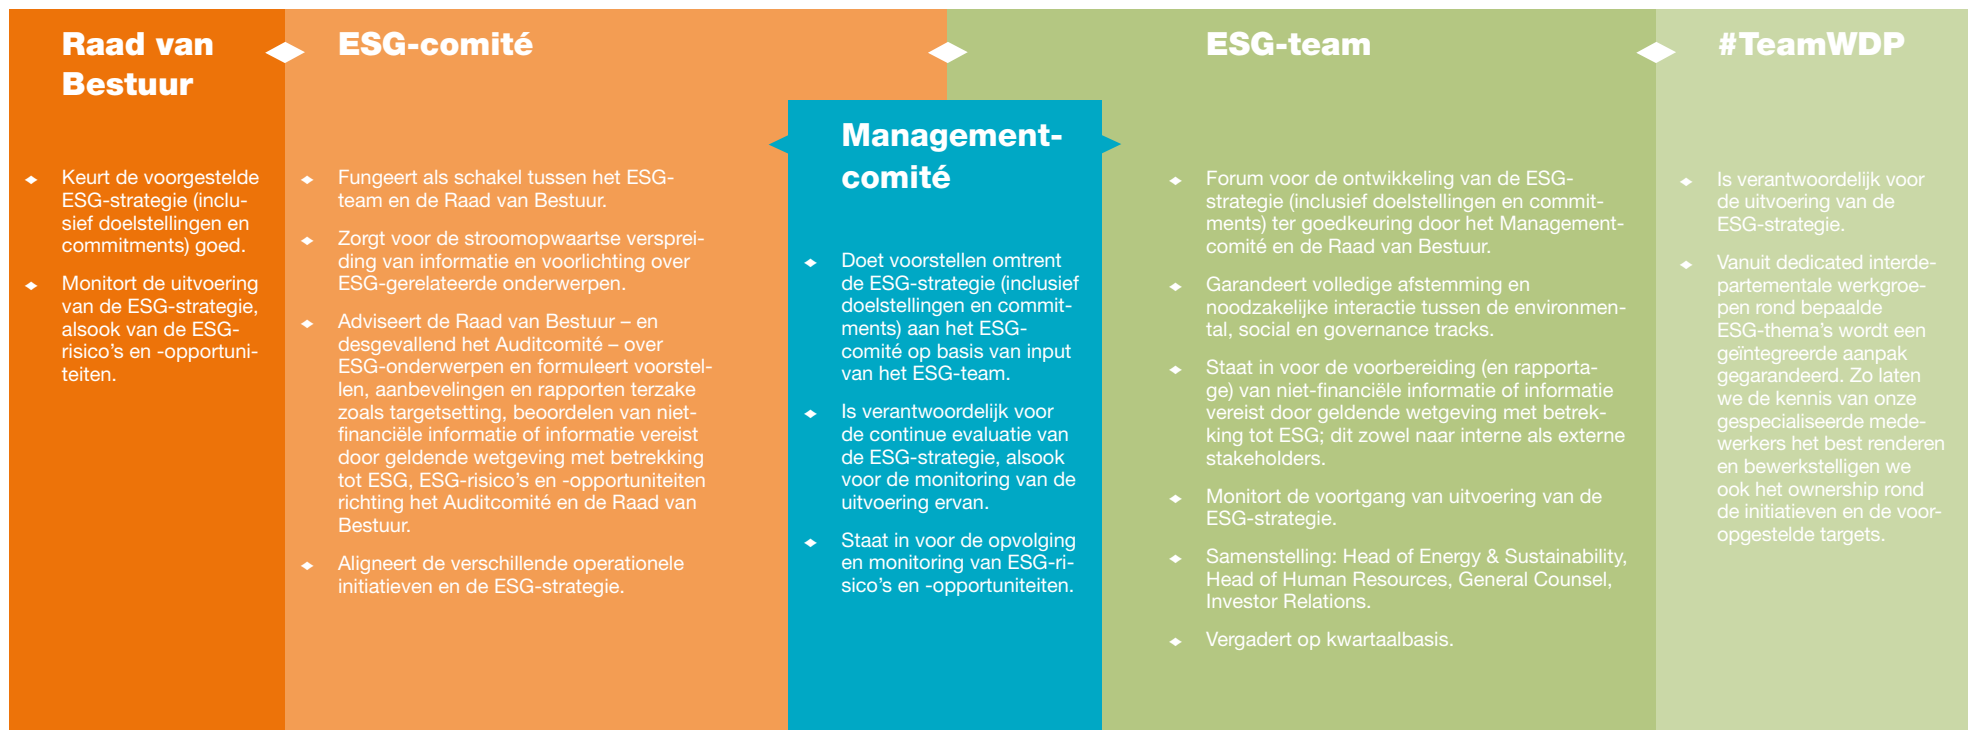 Raad van
Bestuur
Keurt de voorgestelde
ESG-strategie (inclu-
sief doelstellingen en
commitments) goed.
Monitort de uitvoering
van de ESG-strategie,
alsook van de ESG-
risico's en -opportuni-
teiten.
ESG-comité
Fungeert als schakel tussen het ESG-
team en de Raad van Bestuur.
Zorgt voor de stroomopwaartse versprei-
ding van informatie en voorlichting over
ESG-gerelateerde onderwerpen.
Adviseert de Raad van Bestuur – en
desgevallend het Auditcomité – over
ESG-onderwerpen en formuleert voorstel-
len, aanbevelingen en rapporten terzake
zoals targetsetting, beoordelen van niet-
financiële informatie of informatie vereist
door geldende wetgeving met betrekking
tot ESG, ESG-risico's en -opportuniteiten
richting het Auditcomité en de Raad van
Bestuur.
Aligneert de verschillende operationele
initiatieven en de ESG-strategie.
Management-
comité
Doet voorstellen omtrent
de ESG-strategie (inclusief
doelstellingen en commit-
ments) aan het ESG-
comité op basis van input
van het ESG-team.
Is verantwoordelijk voor
de continue evaluatie van
de ESG-strategie, alsook
voor de monitoring van de
uitvoering ervan.
Staat in voor de opvolging
en monitoring van ESG-ri-
sico's en -opportuniteiten.
ESG-team
Forum voor de ontwikkeling van de ESG-
strategie (inclusief doelstellingen en commit-
ments) ter goedkeuring door het Management-
comité en de Raad van Bestuur.
Garandeert volledige afstemming en
noodzakelijke interactie tussen de environmen-
tal, social en governance tracks.
Staat in voor de voorbereiding (en rapporta-
ge) van niet-financiële informatie of informatie
vereist door geldende wetgeving met betrek-
king tot ESG; dit zowel naar interne als externe
stakeholders.
Monitort de voortgang van uitvoering van de
ESG-strategie.
Samenstelling: Head of Energy & Sustainability,
Head of Human Resources, General Counsel,
Investor Relations.
Vergadert op kwartaalbasis.
#TeamWDP
Is verantwoordelijk voor
de uitvoering van de
ESG-strategie.
Vanuit dedicated interde-
partementale werkgroe-
pen rond bepaalde
ESG-thema's wordt een
geïntegreerde aanpak
gegarandeerd. Zo laten
we de kennis van onze
gespecialiseerde mede-
werkers het best renderen
en bewerkstelligen we
ook het ownership rond
de initiatieven en de voor-
opgestelde targets.